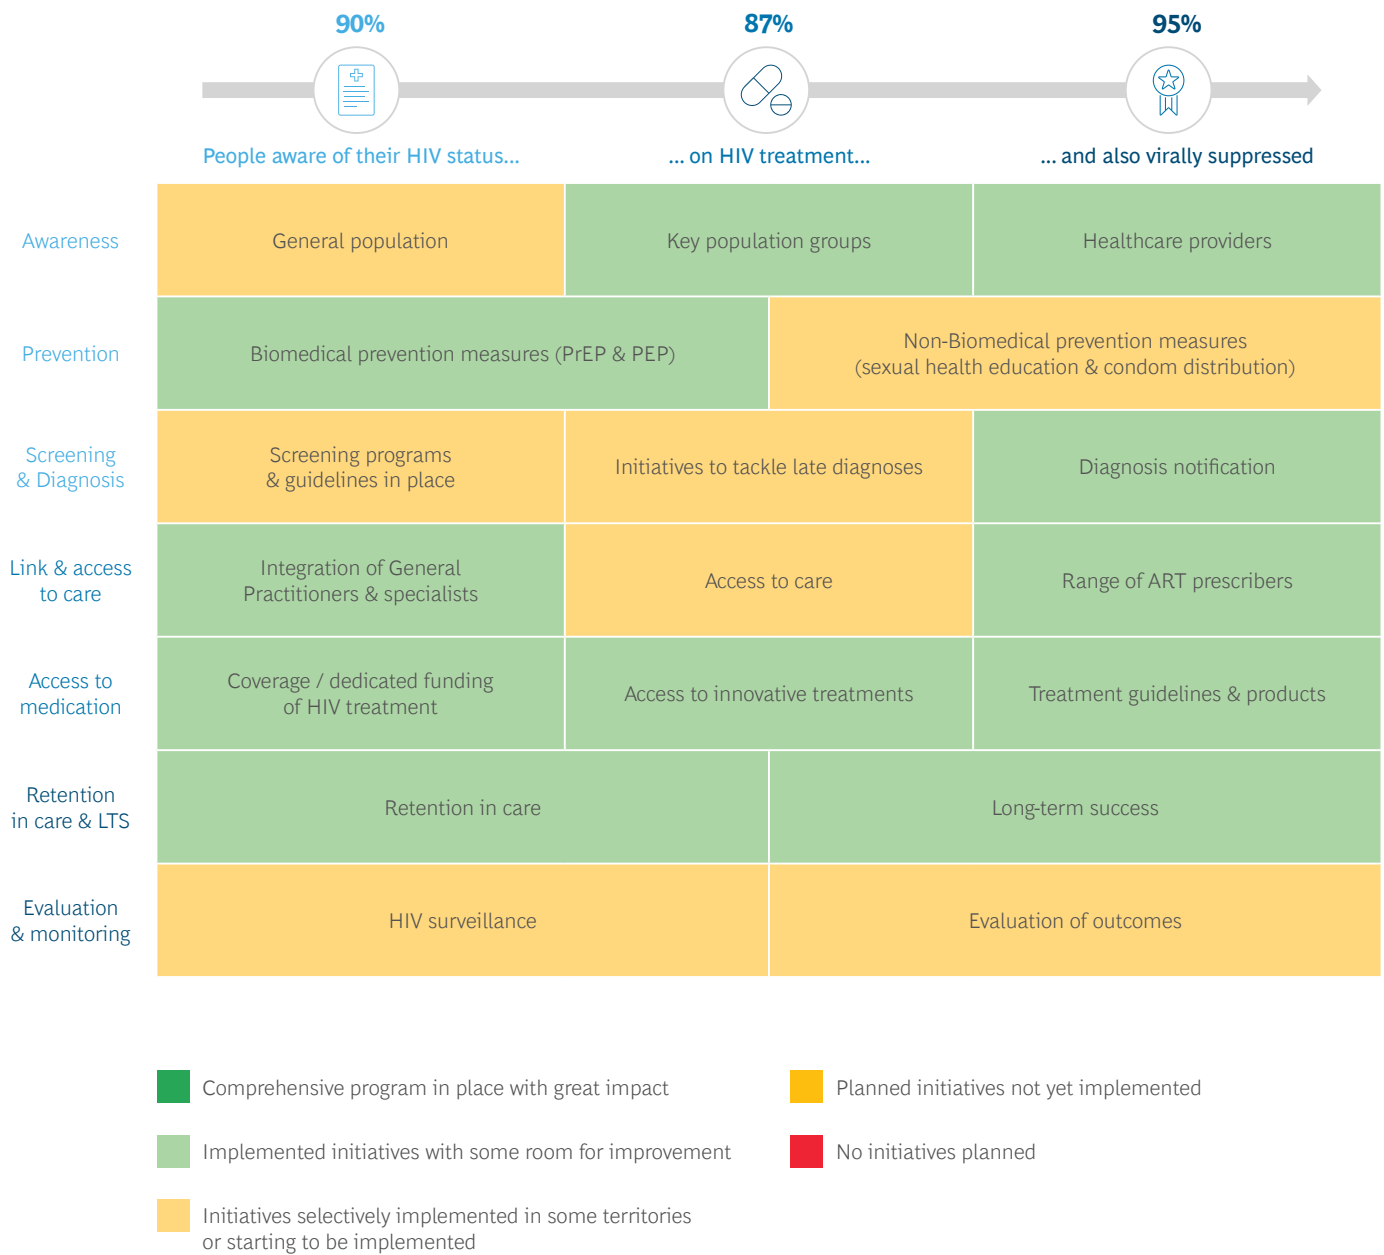 90%
87%
95%
People aware of their HIV status...
... on HIV treatment...
... and also virally suppressed
Awareness
General population
Key population groups
Healthcare providers
Prevention
Biomedical prevention measures (PrEP & PEP)
Non-Biomedical prevention measures
(sexual health education & condom distribution)
Screening
& Diagnosis
Screening programs
& guidelines in place
Initiatives to tackle late diagnoses
Diagnosis notification
Link & access
to care
Integration of General
Practitioners & specialists
Access to care
Range of ART prescribers
Access to
medication
Coverage / dedicated funding
of HIV treatment
Access to innovative treatments
Treatment guidelines & products
Retention
in care & LTS
Retention in care
Long-term success
Evaluation
& monitoring
HIV surveillance
Evaluation of outcomes
Comprehensive program in place with great impact
Planned initiatives not yet implemented
Implemented initiatives with some room for improvement
No initiatives planned
Initiatives selectively implemented in some territories
or starting to be implemented